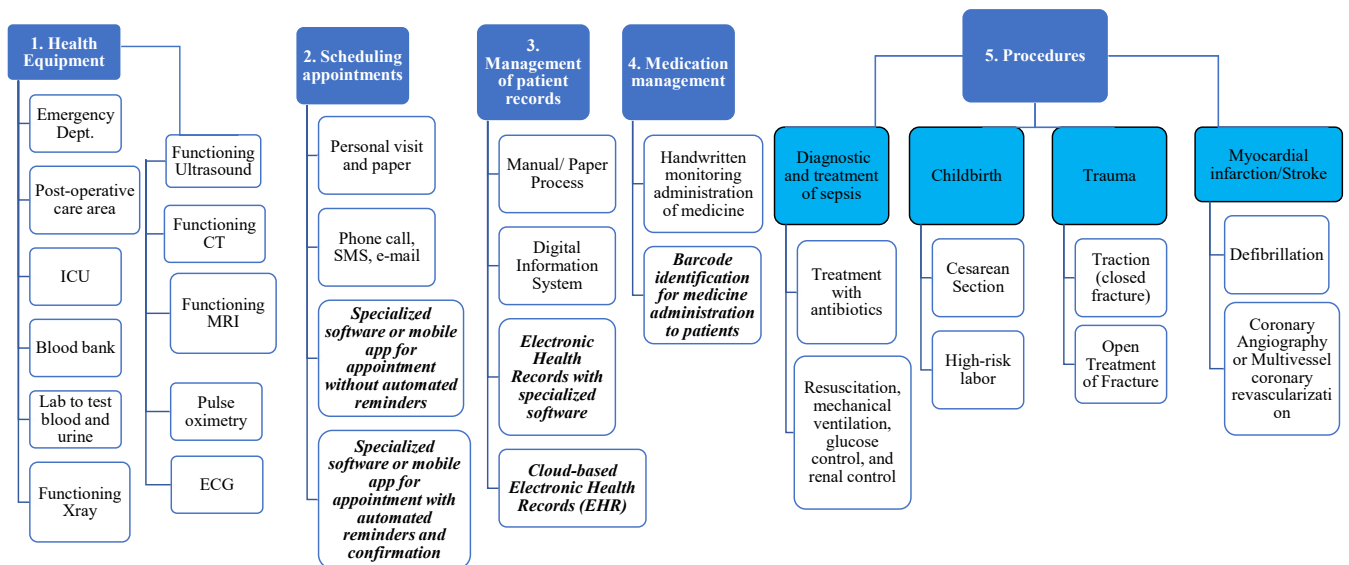 1. Health
Equipment
Emergency
Dept.
Post-operative
care area
ICU
Blood bank
Lab to test
blood and
urine
Functioning
Xray
Functioning
Ultrasound
Functioning
CT
Functioning
MRI
Pulse
oximetry
ECG
2. Scheduling
appointments
Personal visit
and paper
Phone call,
SMS, e-mail
Specialized
software or mobile
app for
appointment
without automated
reminders
Specialized
software or mobile
app for
appointment with
automated
reminders and
confirmation
3.
Management
of patient
records
Manual/ Paper
Process
Digital
Information
System
Electronic
Health
Records with
specialized
software
Cloud-based
Electronic Health
Records (EHR)
4. Medication
management
Handwritten
monitoring
administration
of medicine
Barcode
identification
for medicine
administration
to patients
5. Procedures
Diagnostic
and treatment
of sepsis
Treatment
with
antibiotics
Resuscitation,
mechanical
ventilation,
glucose
control, and
renal control
Childbirth
Cesarean
Section
High-risk
labor
Trauma
Traction
(closed
fracture)
Open
Treatment of
Fracture
Myocardial
infarction/Stroke
Defibrillation
Coronary
Angiography
or Multivessel
coronary
revascularizati
on